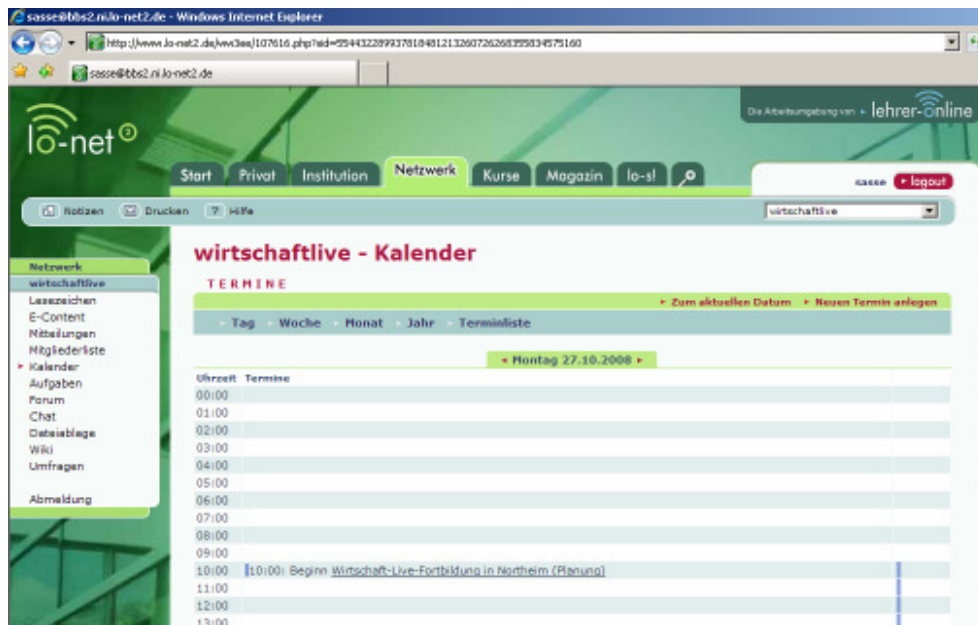 sasse@bbs2.ni.lo-net2.de - Windows Internet Explorer
sasse@bbs2.ni.lo-net2.de
lo-net²
Die Arbeitsumgebung von lehrer-online
Start Privat Institution Netzwerk Kurse Magazin lo-s!
sasse logout
Notizen Drucken ? Hilfe wirtschaftlive
wirtschaftlive - Kalender
TERMINE
Zum aktuellen Datum Neuen Termin anlegen
Tag Woche Monat Jahr Terminliste
Montag 27.10.2008
Netzwerk
wirtschaftlive
Lesezeichen
E-Content
Mitteilungen
Mitgliederliste
Kalender
Aufgaben
Forum
Chat
Dateiablage
Wiki
Umfragen
Abmeldung
Uhrzeit Termine
00:00
01:00
02:00
03:00
04:00
05:00
06:00
07:00
08:00
09:00
10:00 10:00: Beginn Wirtschaft-Live-Fortbildung in Northeim (Planung)
11:00
12:00
13:00